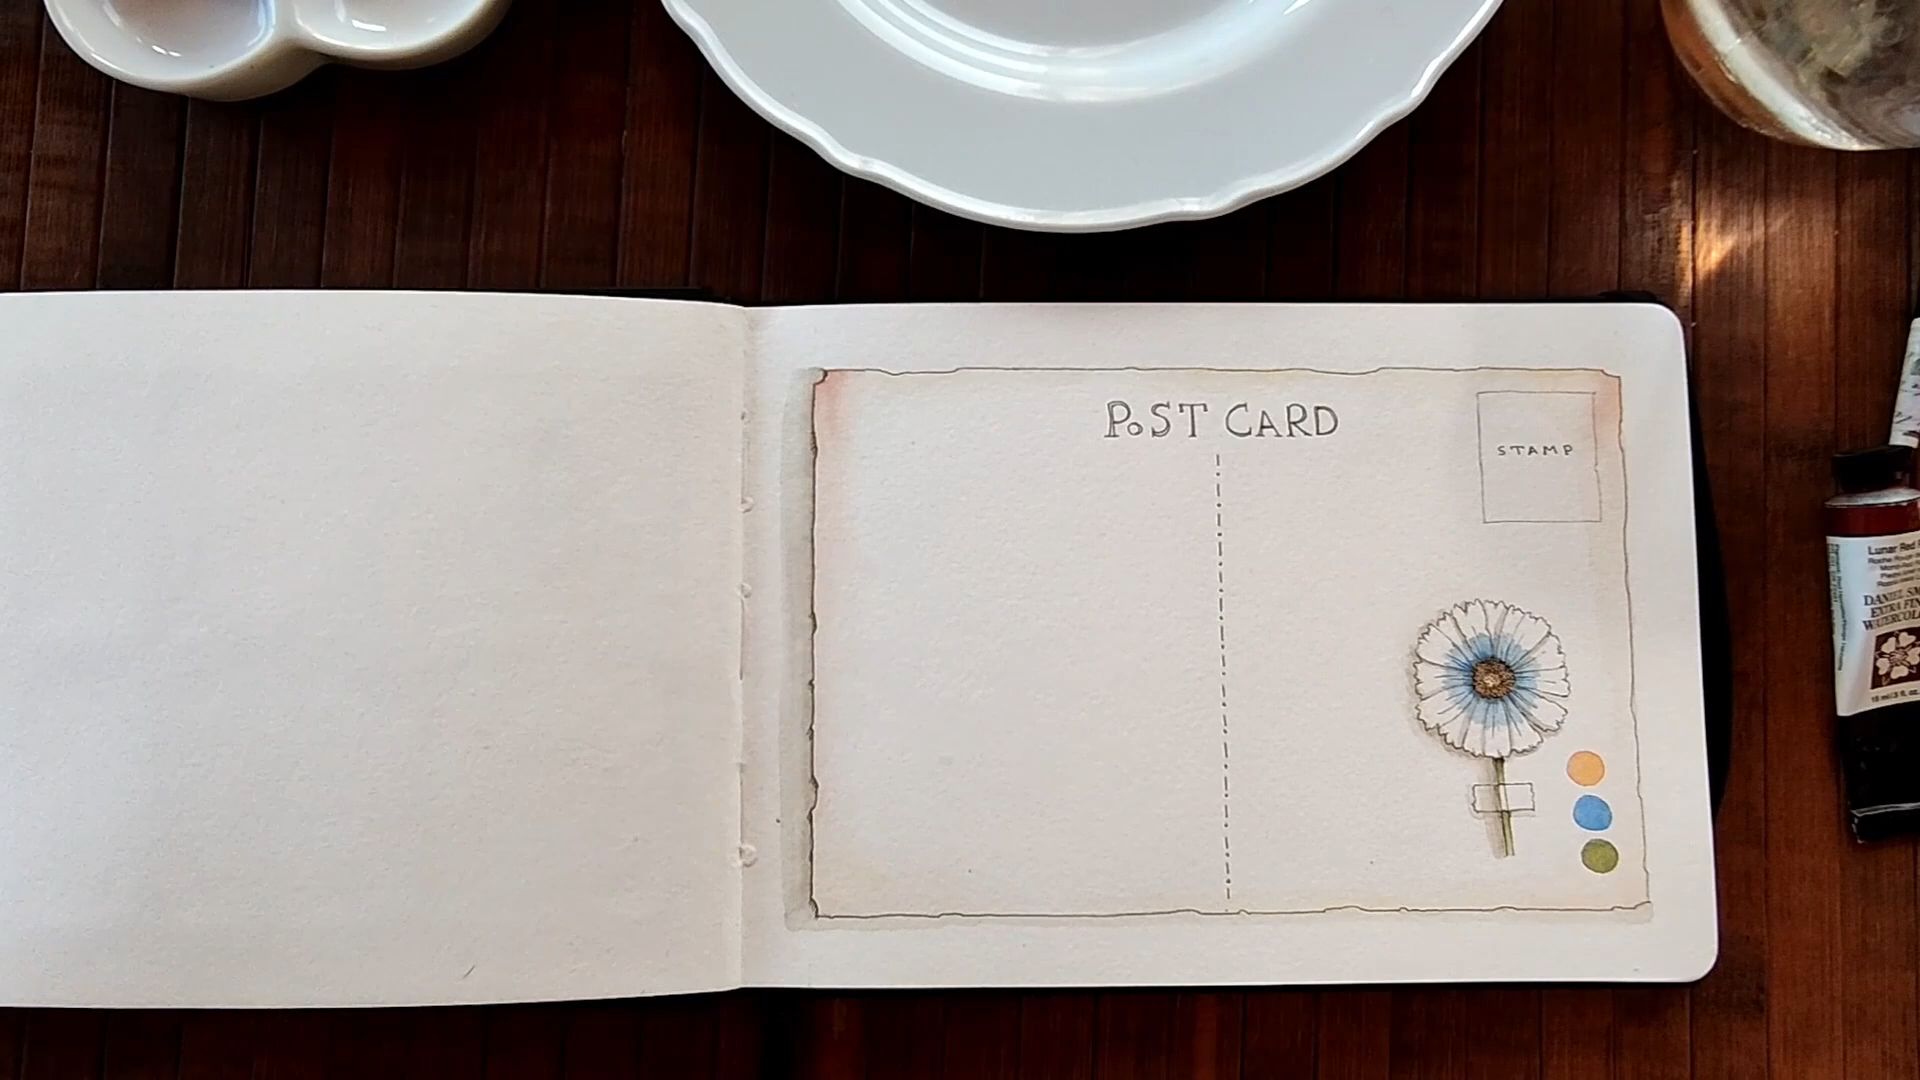 POST CARD
STAMP
Lunar Red
DANIEL SM
EXTRA FIN
WATERCOL